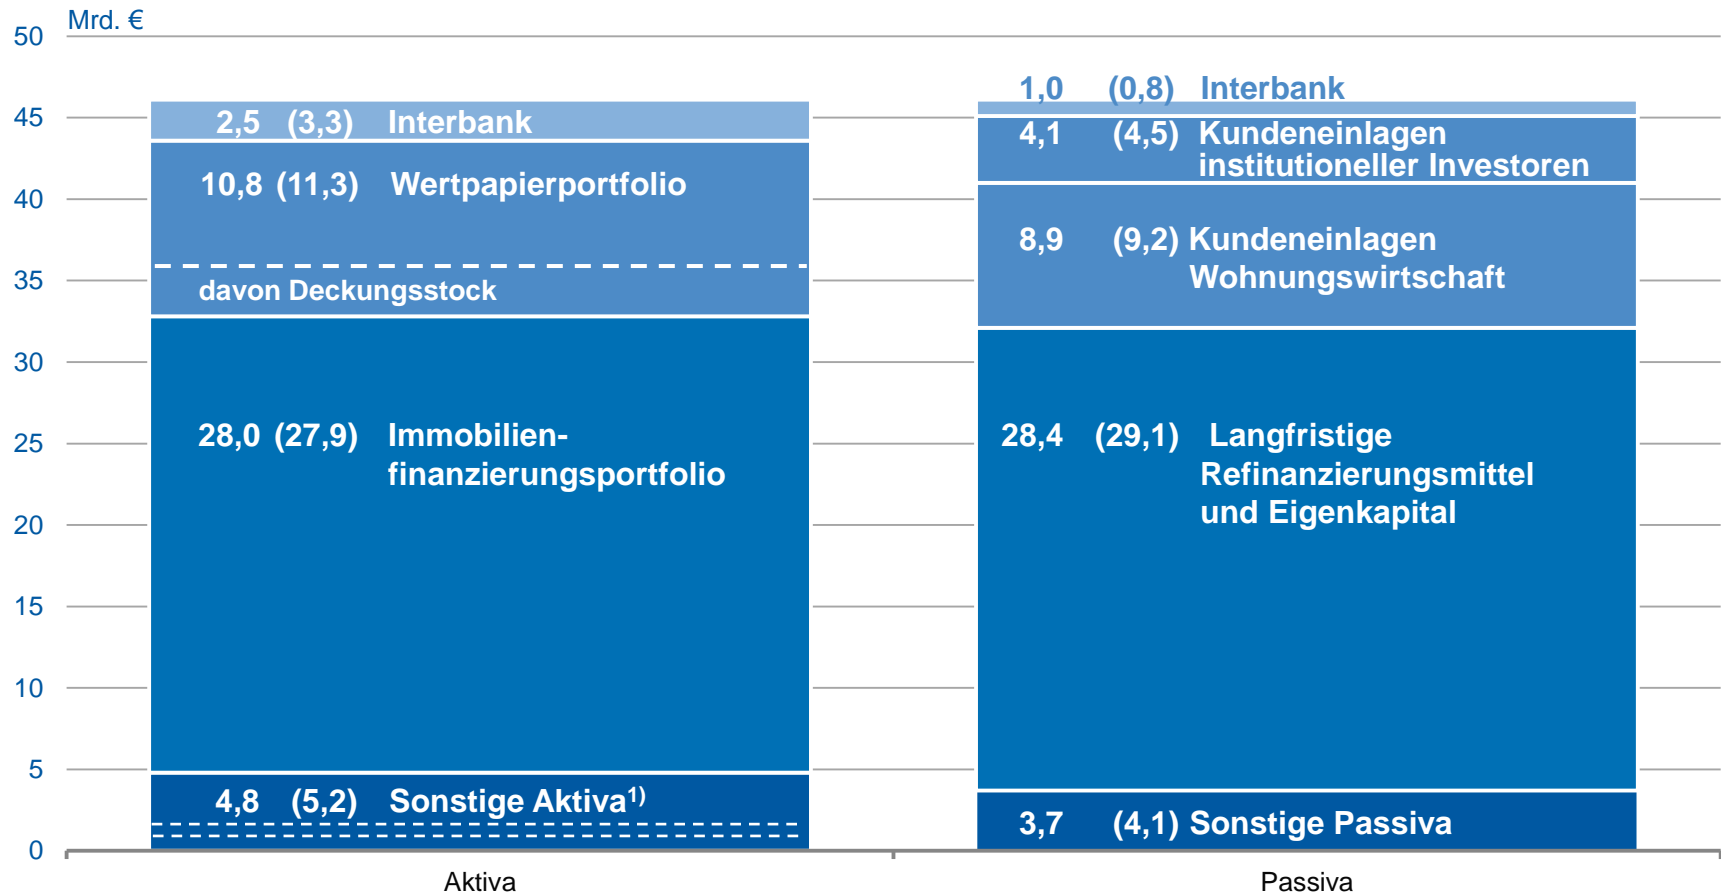 Mrd. €
50
45
40
35
30
25
20
15
10
5
0
2,5 (3,3) Interbank
10,8 (11,3) Wertpapierportfolio
davon Deckungsstock
28,0 (27,9) Immobilien-
finanzierungsportfolio
4,8 (5,2) Sonstige Aktiva1)
Aktiva
1,0 (0,8) Interbank
4,1 (4,5) Kundeneinlagen
institutioneller Investoren
8,9 (9,2) Kundeneinlagen
Wohnungswirtschaft
28,4 (29,1) Langfristige
Refinanzierungsmittel
und Eigenkapital
3,7 (4,1) Sonstige Passiva
Passiva